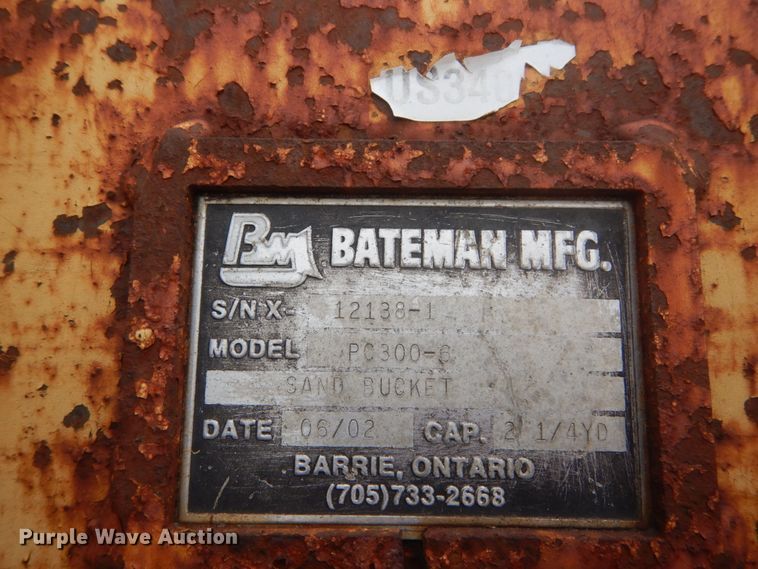 US340
BM BATEMAN MFG.
S/N X- 12138-1
MODEL PC300-6
SAND BUCKET
DATE 06/02 CAP. 2 1/4YD
BARRIE, ONTARIO
(705)733-2668
Purple Wave Auction